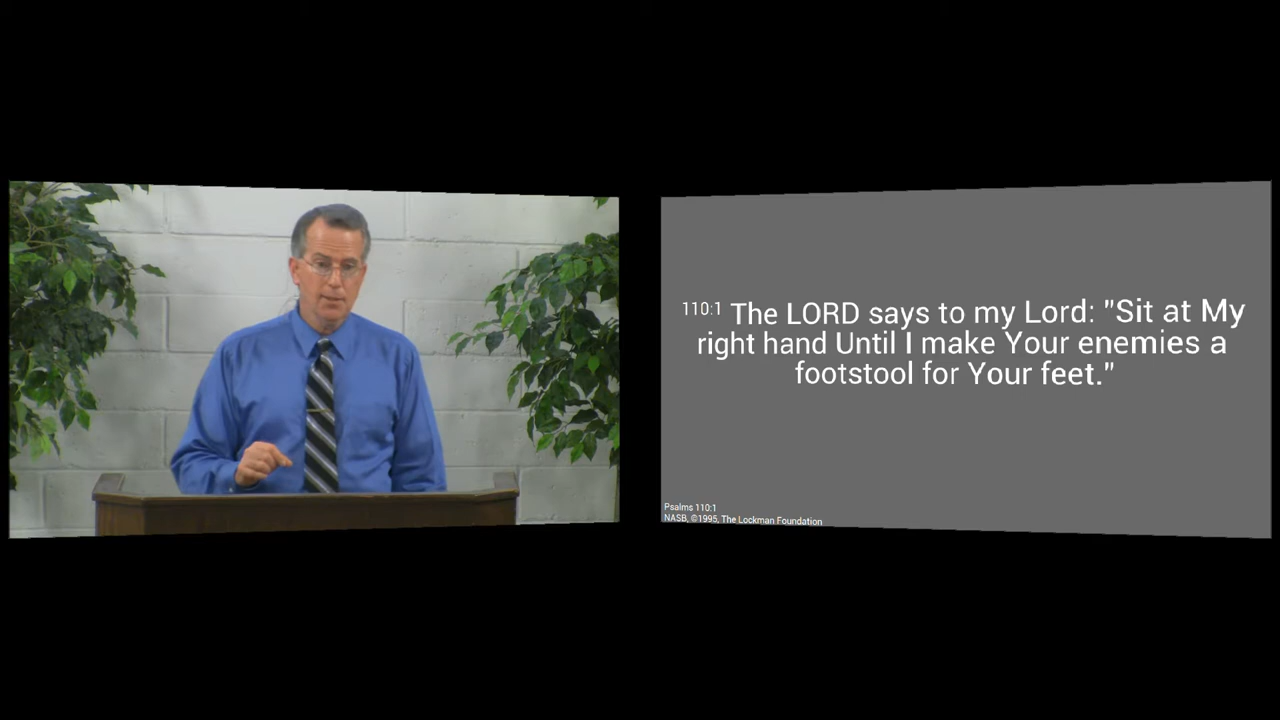 110:1 The LORD says to my Lord: "Sit at My
right hand Until I make Your enemies a
footstool for Your feet."
Psalms 110:1
NASB, ©1995, The Lockman Foundation